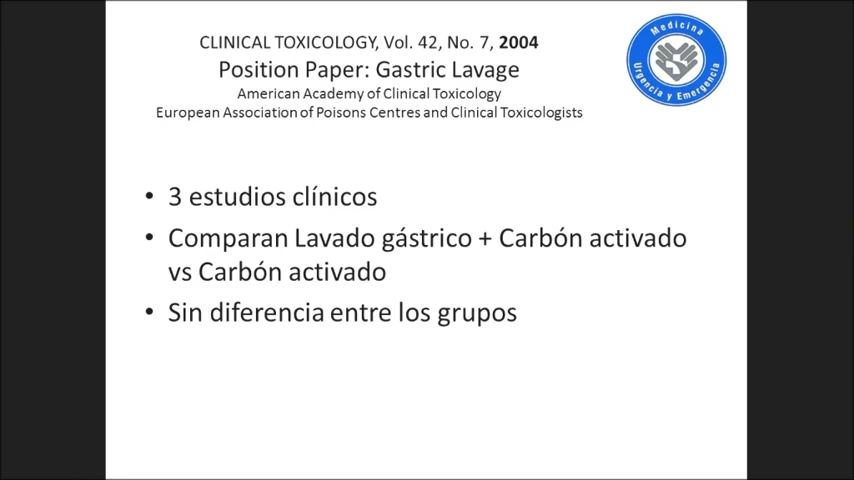 CLINICAL TOXICOLOGY, Vol. 42, No. 7, 2004
Position Paper: Gastric Lavage
American Academy of Clinical Toxicology
European Association of Poisons Centres and Clinical Toxicologists
Medicina
Urgencia y Emergencia
• 3 estudios clínicos
• Comparan Lavado gástrico + Carbón activado
vs Carbón activado
• Sin diferencia entre los grupos